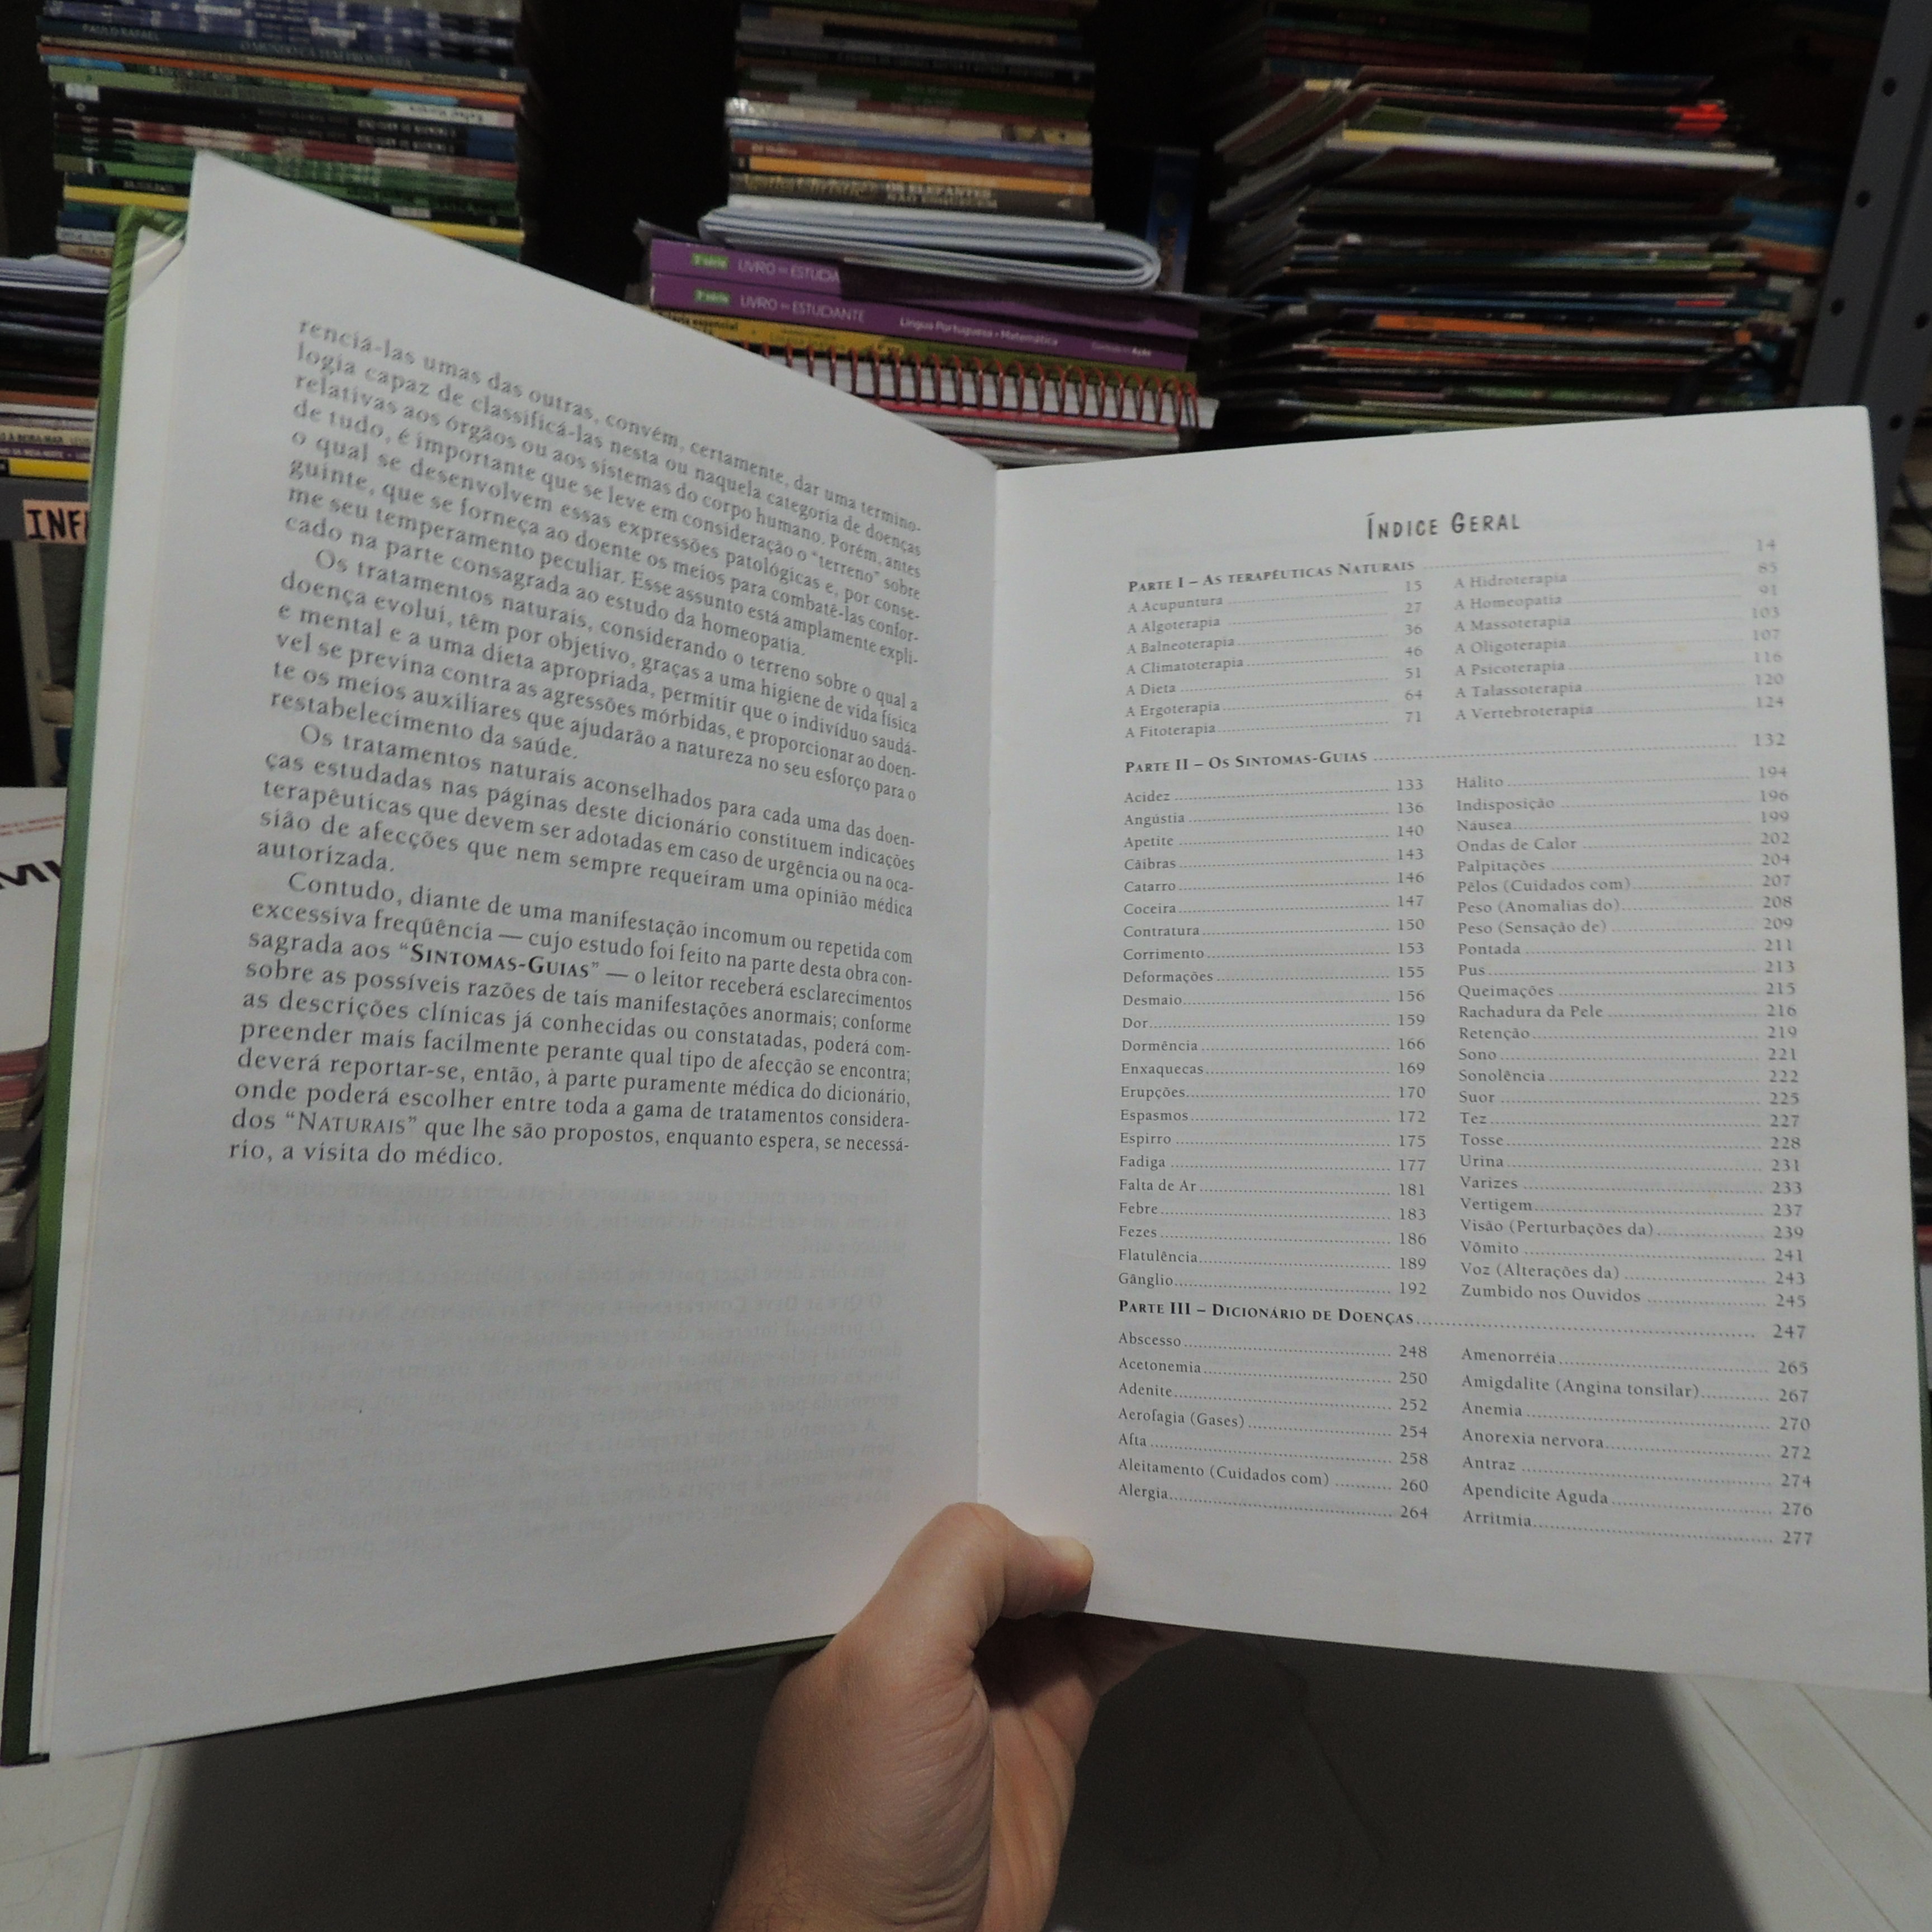 PAULO RAFAEL
OS ELEFANTES
NÃO ESQUECEM
3ª série LIVRO DO ESTUDA
3ª série LIVRO DO ESTUDANTE Língua Portuguesa • Matemática
essencial
INF
renciá-las umas das outras, convém, certamente, dar uma termino-
logia capaz de classificá-las nesta ou naquela categoria de doenças
relativas aos órgãos ou aos sistemas do corpo humano. Porém, antes
de tudo, é importante que se leve em consideração o "terreno" sobre
o qual se desenvolvem essas expressões patológicas e, por conse-
guinte, que se forneça ao doente os meios para combatê-las confor-
me seu temperamento peculiar. Esse assunto está amplamente expli-
cado na parte consagrada ao estudo da homeopatia.
Os tratamentos naturais, considerando o terreno sobre o qual a
doença evolui, têm por objetivo, graças a uma higiene de vida física
e mental e a uma dieta apropriada, permitir que o indivíduo saudá-
vel se previna contra as agressões mórbidas, e proporcionar ao doen-
te os meios auxiliares que ajudarão a natureza no seu esforço para o
restabelecimento da saúde.
Os tratamentos naturais aconselhados para cada uma das doen-
ças estudadas nas páginas deste dicionário constituem indicações
terapêuticas que devem ser adotadas em caso de urgência ou na oca-
sião de afecções que nem sempre requeiram uma opinião médica
autorizada.
Contudo, diante de uma manifestação incomum ou repetida com
excessiva freqüência — cujo estudo foi feito na parte desta obra con-
sagrada aos "SINTOMAS-GUIAS" — o leitor receberá esclarecimentos
sobre as possíveis razões de tais manifestações anormais; conforme
as descrições clínicas já conhecidas ou constatadas, poderá com-
preender mais facilmente perante qual tipo de afecção se encontra;
deverá reportar-se, então, à parte puramente médica do dicionário,
onde poderá escolher entre toda a gama de tratamentos considera-
dos "NATURAIS" que lhe são propostos, enquanto espera, se necessá-
rio, a visita do médico.
ÍNDICE GERAL
PARTE I – AS TERAPÊUTICAS NATURAIS ........ 14
A Acupuntura ........ 15
A Algoterapia ........ 27
A Balneoterapia ........ 36
A Climatoterapia ........ 46
A Dieta ........ 51
A Ergoterapia ........ 64
A Fitoterapia ........ 71
A Hidroterapia ........ 85
A Homeopatia ........ 91
A Massoterapia ........ 103
A Oligoterapia ........ 107
A Psicoterapia ........ 116
A Talassoterapia ........ 120
A Vertebroterapia ........ 124
PARTE II – OS SINTOMAS-GUIAS ........ 132
Acidez ........ 133
Angústia ........ 136
Apetite ........ 140
Cãibras ........ 143
Catarro ........ 146
Coceira ........ 147
Contratura ........ 150
Corrimento ........ 153
Deformações ........ 155
Desmaio ........ 156
Dor ........ 159
Dormência ........ 166
Enxaquecas ........ 169
Erupções ........ 170
Espasmos ........ 172
Espirro ........ 175
Fadiga ........ 177
Falta de Ar ........ 181
Febre ........ 183
Fezes ........ 186
Flatulência ........ 189
Gânglio ........ 192
Hálito ........ 194
Indisposição ........ 196
Náusea ........ 199
Ondas de Calor ........ 202
Palpitações ........ 204
Pêlos (Cuidados com) ........ 207
Peso (Anomalias do) ........ 208
Peso (Sensação de) ........ 209
Pontada ........ 211
Pus ........ 213
Queimações ........ 215
Rachadura da Pele ........ 216
Retenção ........ 219
Sono ........ 221
Sonolência ........ 222
Suor ........ 225
Tez ........ 227
Tosse ........ 228
Urina ........ 231
Varizes ........ 233
Vertigem ........ 237
Visão (Perturbações da) ........ 239
Vômito ........ 241
Voz (Alterações da) ........ 243
Zumbido nos Ouvidos ........ 245
PARTE III – DICIONÁRIO DE DOENÇAS ........ 247
Abscesso ........ 248
Acetonemia ........ 250
Adenite ........ 252
Aerofagia (Gases) ........ 254
Afta ........ 258
Aleitamento (Cuidados com) ........ 260
Alergia ........ 264
Amenorréia ........ 265
Amigdalite (Angina tonsilar) ........ 267
Anemia ........ 270
Anorexia nervora ........ 272
Antraz ........ 274
Apendicite Aguda ........ 276
Arritmia ........ 277